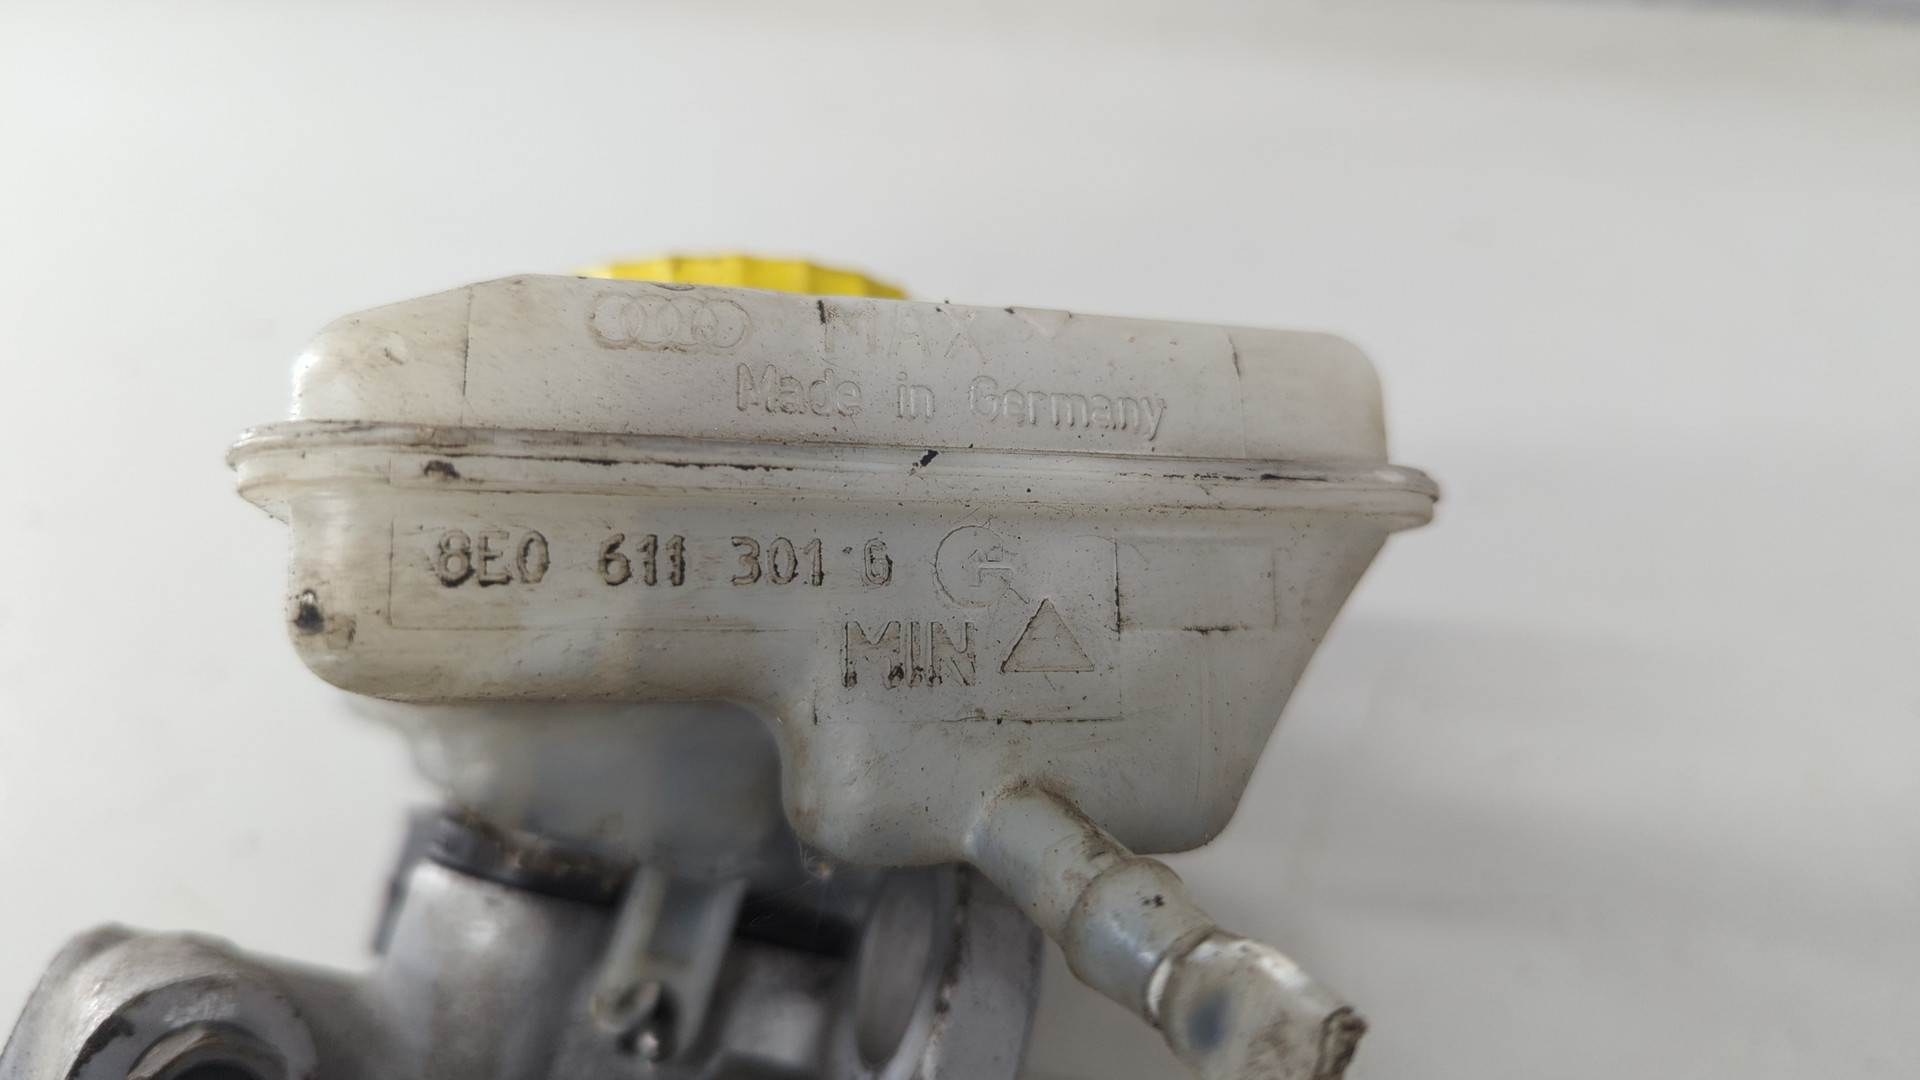 MAX
Made in Germany
8E0 611 301 G
MIN